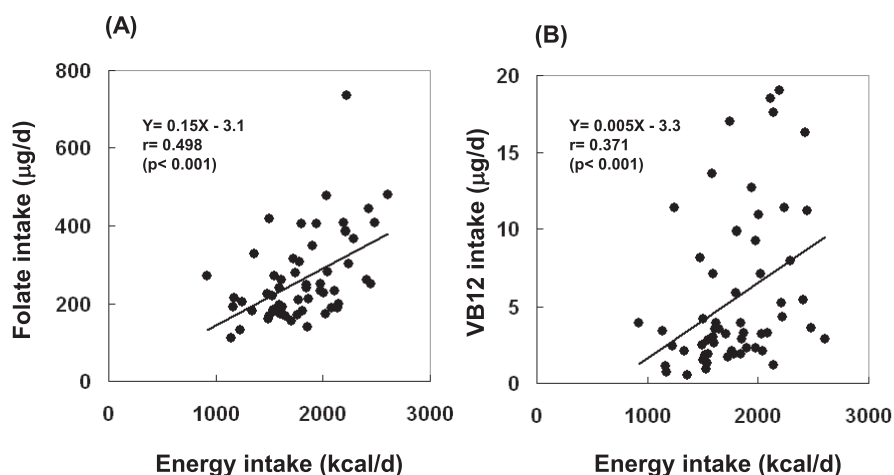 (A)
Folate intake (μg/d)
800
600
400
200
0
Y= 0.15X - 3.1
r= 0.498
(p< 0.001)
0 1000 2000 3000
Energy intake (kcal/d)
(B)
VB12 intake (μg/d)
20
15
10
5
0
Y= 0.005X - 3.3
r= 0.371
(p< 0.001)
0 1000 2000 3000
Energy intake (kcal/d)